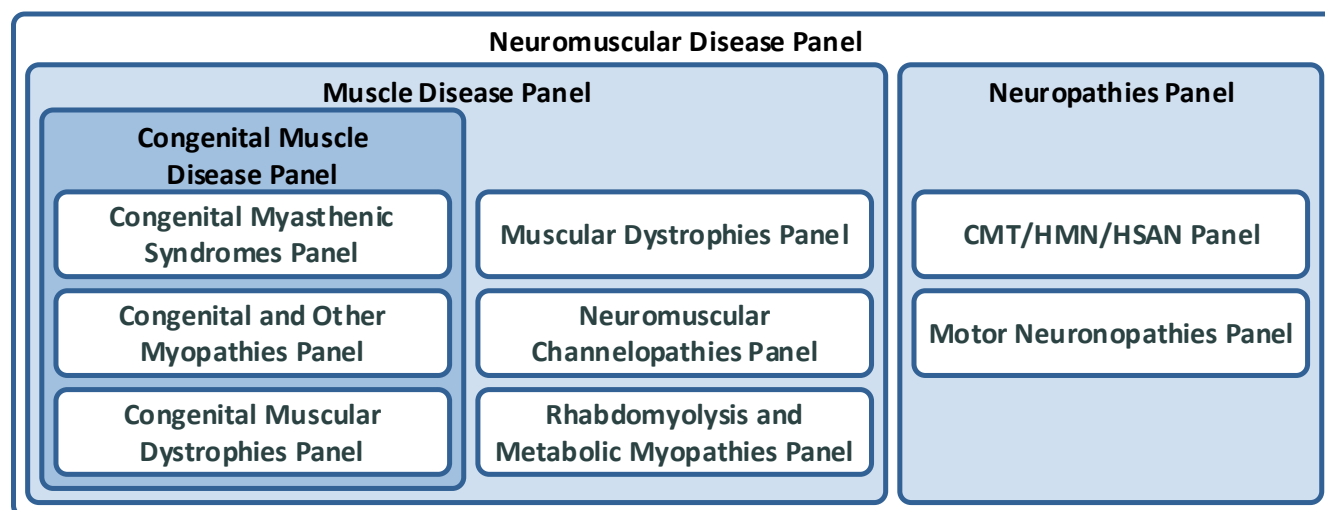 Neuromuscular Disease Panel
Muscle Disease Panel
Congenital Muscle
Disease Panel
Congenital Myasthenic
Syndromes Panel
Congenital and Other
Myopathies Panel
Congenital Muscular
Dystrophies Panel
Muscular Dystrophies Panel
Neuromuscular
Channelopathies Panel
Rhabdomyolysis and
Metabolic Myopathies Panel
Neuropathies Panel
CMT/HMN/HSAN Panel
Motor Neuronopathies Panel